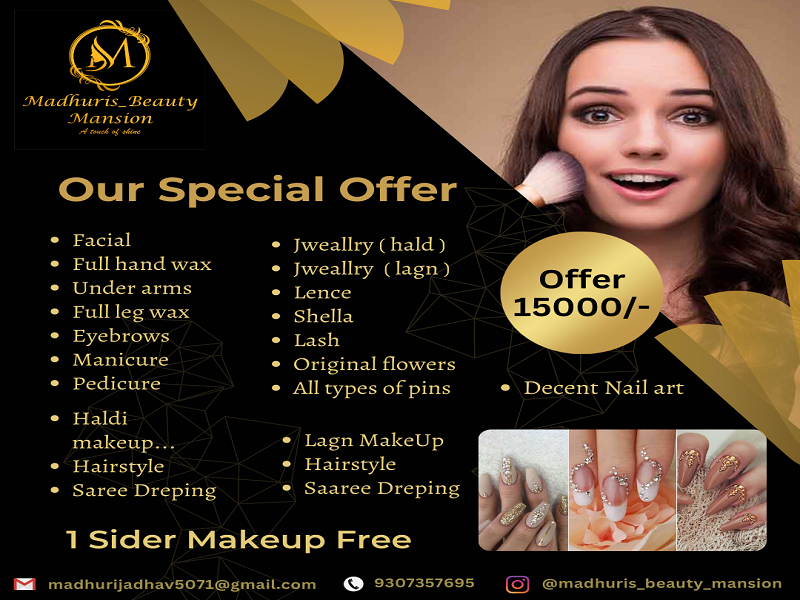 M
Madhuris_Beauty
Mansion
A touch of shine
Our Special Offer
Facial
Full hand wax
Under arms
Full leg wax
Eyebrows
Manicure
Pedicure
Haldi
makeup...
Hairstyle
Saree Dreping
Jweallry ( hald )
Jweallry ( lagn )
Lence
Shella
Lash
Original flowers
All types of pins
Lagn MakeUp
Hairstyle
Saaree Dreping
Offer
15000/-
Decent Nail art
1 Sider Makeup Free
madhurijadhav5071@gmail.com
9307357695
@madhuris_beauty_mansion